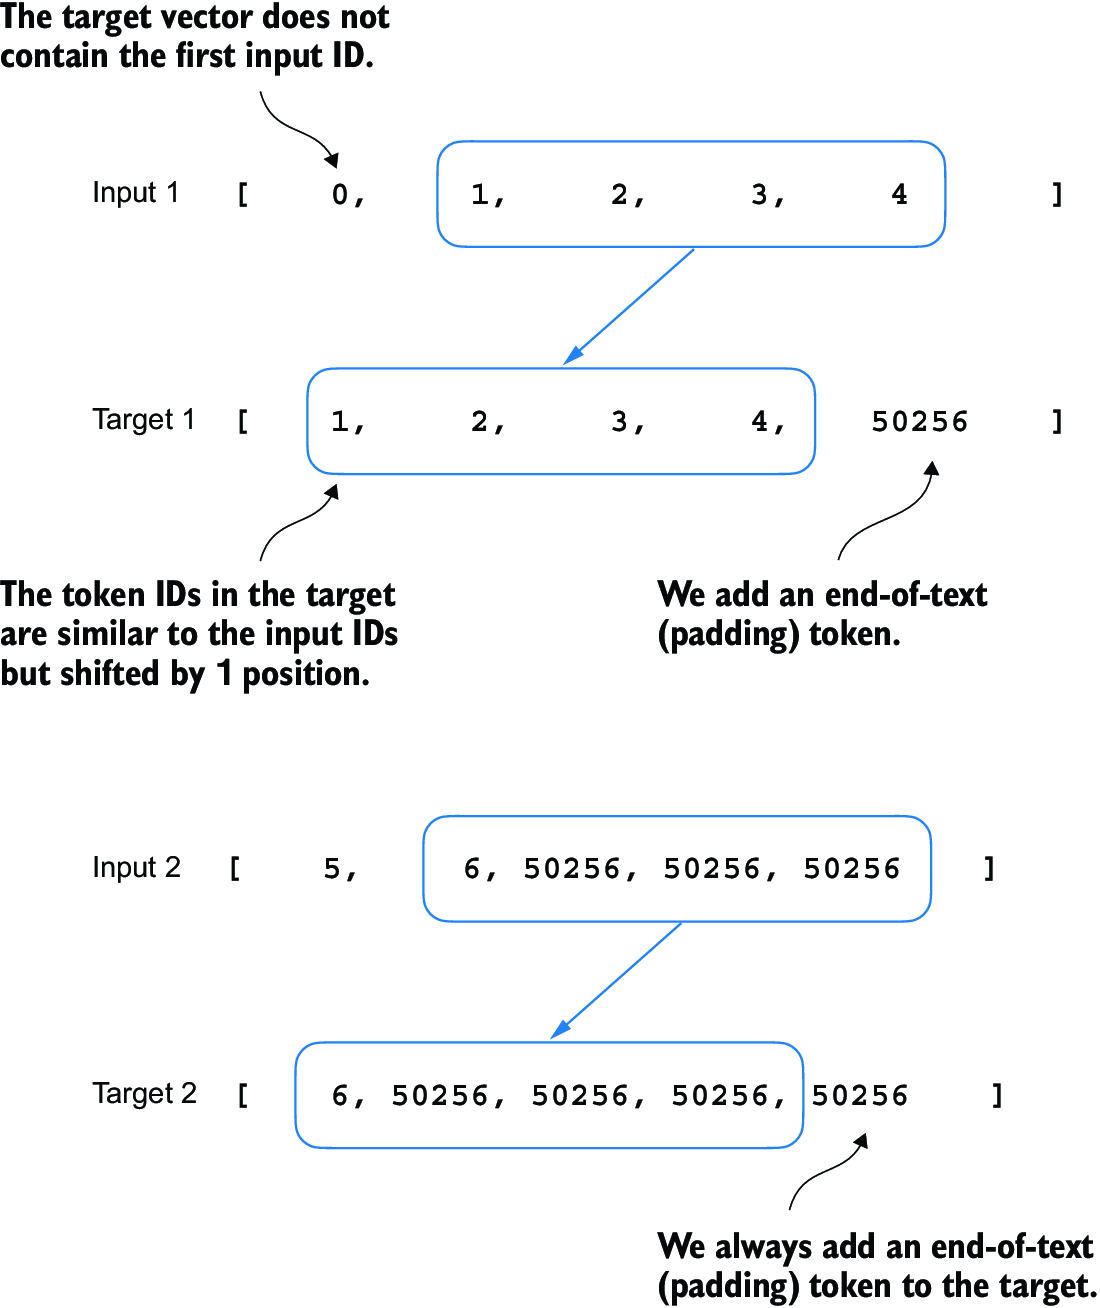 The target vector does not
contain the first input ID.
Input 1 [ 0, 1, 2, 3, 4 ]
Target 1 [ 1, 2, 3, 4, 50256 ]
The token IDs in the target
are similar to the input IDs
but shifted by 1 position.
We add an end-of-text
(padding) token.
Input 2 [ 5, 6, 50256, 50256, 50256 ]
Target 2 [ 6, 50256, 50256, 50256, 50256 ]
We always add an end-of-text
(padding) token to the target.